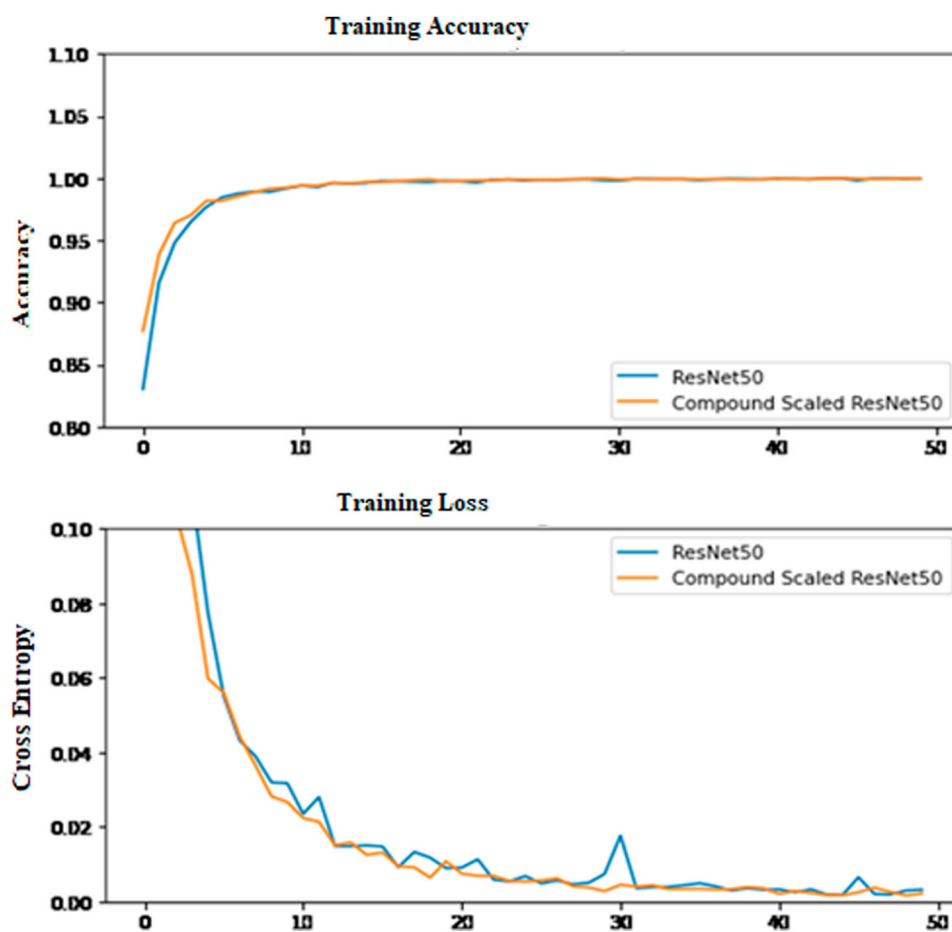 Training Accuracy
1.10
1.05
1.00
0.95
0.90
0.85
0.80
Accuracy
ResNet50
Compound Scaled ResNet50
0 10 20 30 40 50
Training Loss
0.10
0.08
0.06
0.04
0.02
0.00
Cross Entropy
ResNet50
Compound Scaled ResNet50
0 10 20 30 40 50